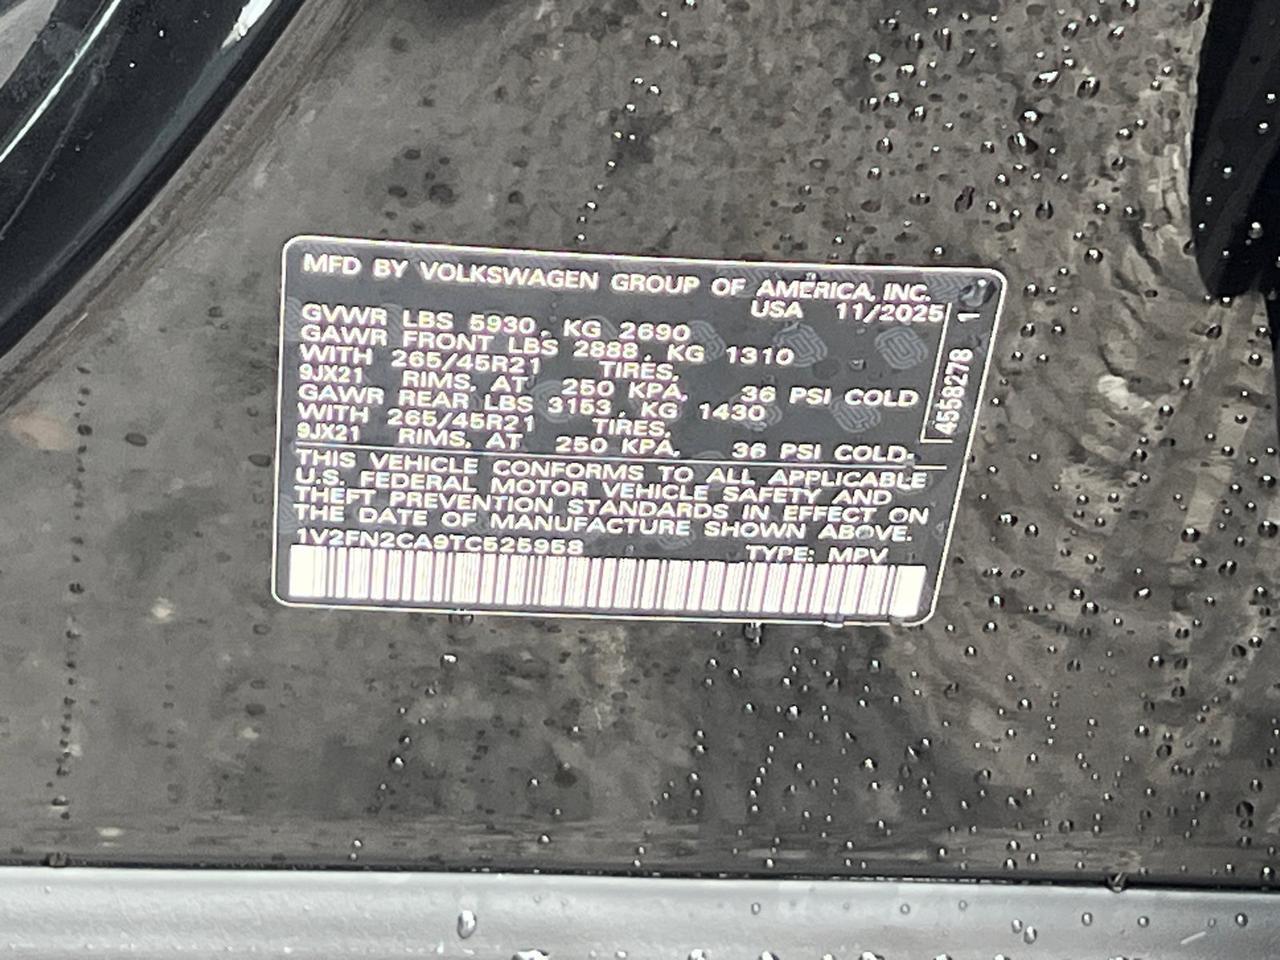 MFD BY VOLKSWAGEN GROUP OF AMERICA, INC.
USA 11/2025
GVWR LBS 5930, KG 2690
GAWR FRONT LBS 2888, KG 1310
WITH 265/45R21 TIRES,
9JX21 RIMS, AT 250 KPA, 36 PSI COLD
GAWR REAR LBS 3153, KG 1430
WITH 265/45R21 TIRES,
9JX21 RIMS, AT 250 KPA, 36 PSI COLD.
THIS VEHICLE CONFORMS TO ALL APPLICABLE
U.S. FEDERAL MOTOR VEHICLE SAFETY AND
THEFT PREVENTION STANDARDS IN EFFECT ON
THE DATE OF MANUFACTURE SHOWN ABOVE.
1V2FN2CA9TC525958 TYPE: MPV
4558278 1